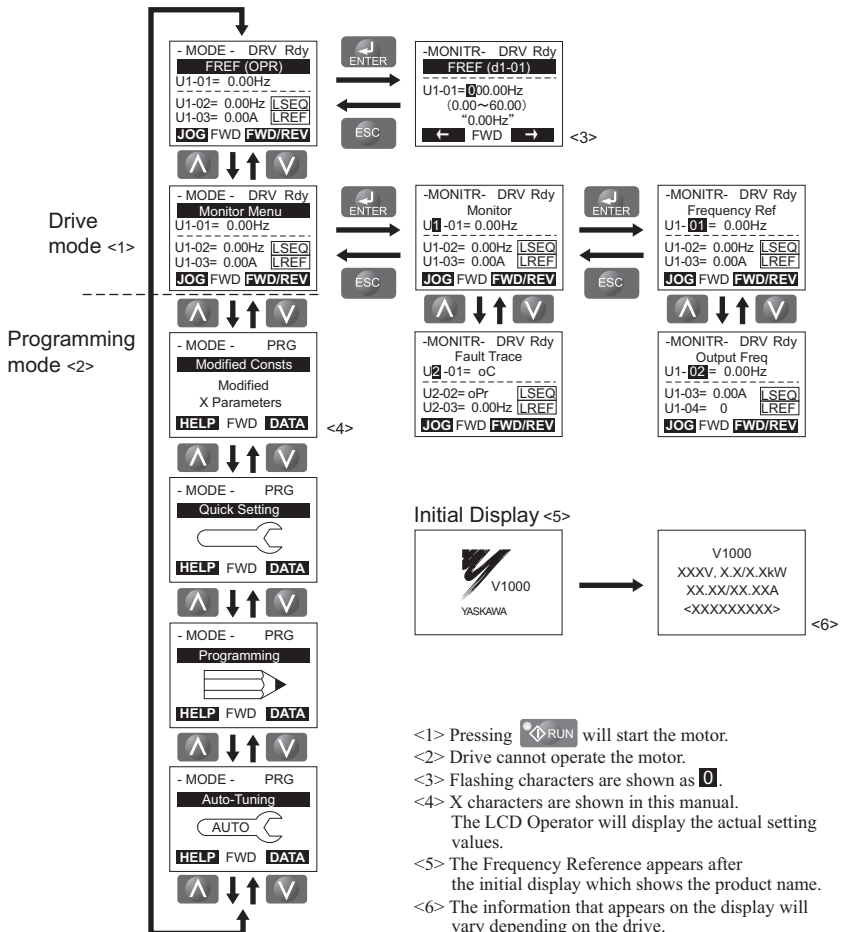 - MODE -   DRV Rdy
FREF (OPR)
U1-01=  0.00Hz
U1-02=  0.00Hz LSEQ
U1-03=  0.00A LREF
JOG FWD FWD/REV
ENTER
ESC
-MONITR-   DRV Rdy
FREF (d1-01)
U1-01=000.00Hz
(0.00～60.00)
“0.00Hz”
← FWD →
<3>
Drive
mode <1>
- MODE -   DRV Rdy
Monitor Menu
U1-01=  0.00Hz
U1-02=  0.00Hz LSEQ
U1-03=  0.00A LREF
JOG FWD FWD/REV
ENTER
ESC
-MONITR-   DRV Rdy
Monitor
U1 -01=  0.00Hz
U1-02=  0.00Hz LSEQ
U1-03=  0.00A LREF
JOG FWD FWD/REV
ENTER
ESC
-MONITR-   DRV Rdy
Frequency Ref
U1- 01 =  0.00Hz
U1-02=  0.00Hz LSEQ
U1-03=  0.00A LREF
JOG FWD FWD/REV
Programming
mode <2>
- MODE -   PRG
Modified Consts
Modified
X Parameters
HELP FWD DATA
<4>
-MONITR-   DRV Rdy
Fault Trace
U2 -01=  oC
U2-02= oPr LSEQ
U2-03=  0.00Hz LREF
JOG FWD FWD/REV
-MONITR-   DRV Rdy
Output Freq
U1- 02 =  0.00Hz
U1-03=  0.00A LSEQ
U1-04=   0 LREF
JOG FWD FWD/REV
- MODE -   PRG
Quick Setting
HELP FWD DATA
- MODE -   PRG
Programming
HELP FWD DATA
- MODE -   PRG
Auto-Tuning
AUTO
HELP FWD DATA
Initial Display <5>
V1000
YASKAWA
V1000
XXXV, X.X/X.XkW
XX.XX/XX.XXA
<XXXXXXXXX>
<6>
<1> Pressing RUN will start the motor.
<2> Drive cannot operate the motor.
<3> Flashing characters are shown as 0.
<4> X characters are shown in this manual.
The LCD Operator will display the actual setting
values.
<5> The Frequency Reference appears after
the initial display which shows the product name.
<6> The information that appears on the display will
vary depending on the drive.